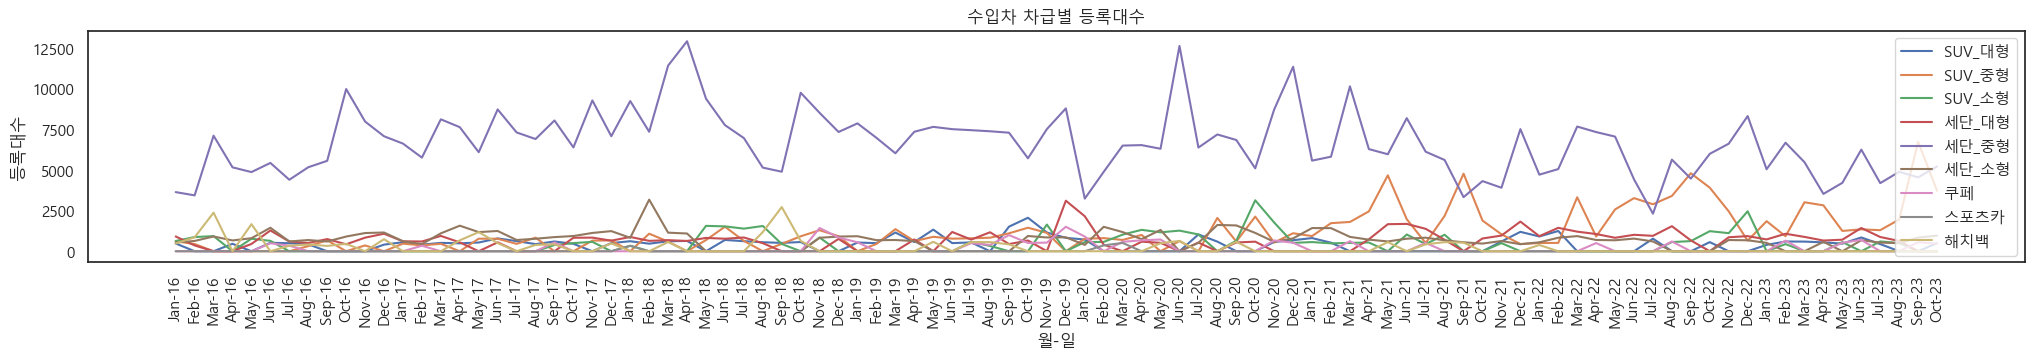 수입차 차급별 등록대수
등록대수
12500
10000
7500
5000
2500
0
SUV_대형
SUV_중형
SUV_소형
세단_대형
세단_중형
세단_소형
쿠페
스포츠카
해치백
Jan-16
Feb-16
Mar-16
Apr-16
May-16
Jun-16
Jul-16
Aug-16
Sep-16
Oct-16
Nov-16
Dec-16
Jan-17
Feb-17
Mar-17
Apr-17
May-17
Jun-17
Jul-17
Aug-17
Sep-17
Oct-17
Nov-17
Dec-17
Jan-18
Feb-18
Mar-18
Apr-18
May-18
Jun-18
Jul-18
Aug-18
Sep-18
Oct-18
Nov-18
Dec-18
Jan-19
Feb-19
Mar-19
Apr-19
May-19
Jun-19
Jul-19
Aug-19
Sep-19
Oct-19
Nov-19
Dec-19
Jan-20
Feb-20
Mar-20
Apr-20
May-20
Jun-20
Jul-20
Aug-20
Sep-20
Oct-20
Nov-20
Dec-20
Jan-21
Feb-21
Mar-21
Apr-21
May-21
Jun-21
Jul-21
Aug-21
Sep-21
Oct-21
Nov-21
Dec-21
Jan-22
Feb-22
Mar-22
Apr-22
May-22
Jun-22
Jul-22
Aug-22
Sep-22
Oct-22
Nov-22
Dec-22
Jan-23
Feb-23
Mar-23
Apr-23
May-23
Jun-23
Jul-23
Aug-23
Sep-23
Oct-23
월-일